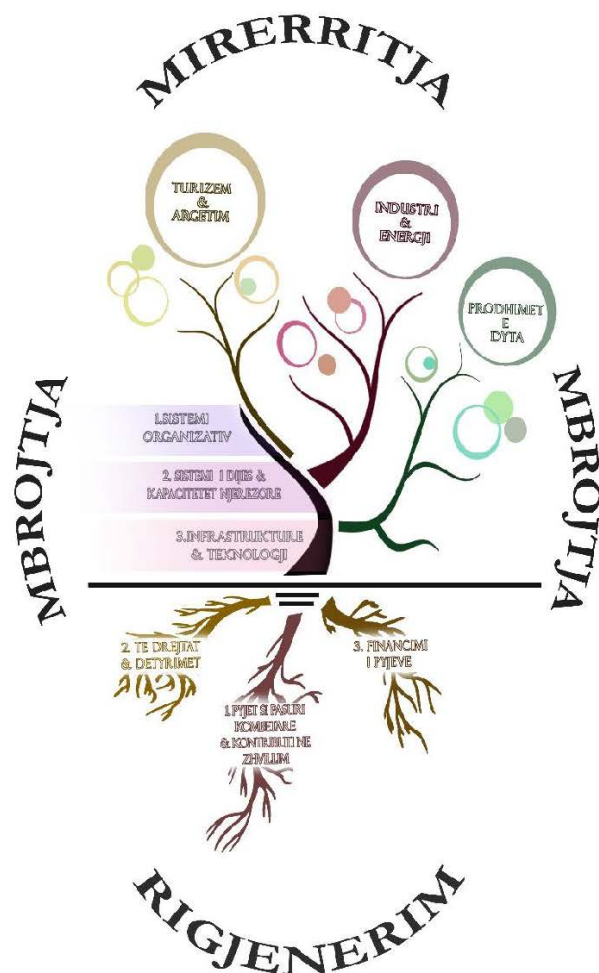 MIRERRITJA
TURIZEM
&
ARGETIM
INDUSTRI
&
ENERGJI
PRODHIMET
E
DYTA
MBROJTJA
MBROJTJA
1.SISTEMI
ORGANIZATIV
2. SISTEMI I DIJES &
KAPACITETET NJEREZORE
3.INFRASTRUKTURE
& TEKNOLOGJI
2. TE DREJTAT
& DETYRIMET
3. FINANCIMI
I PYJEVE
1. PYJET SI PASURI
KOMBETARE
& KONTRIBUTI NE
ZHVILLIM
RIGJENERIM